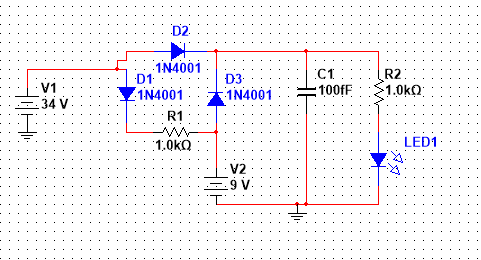 D2
1N4001
V1
34 V
D1
1N4001
D3
1N4001
R1
1.0kΩ
V2
9 V
C1
100fF
R2
1.0kΩ
LED1